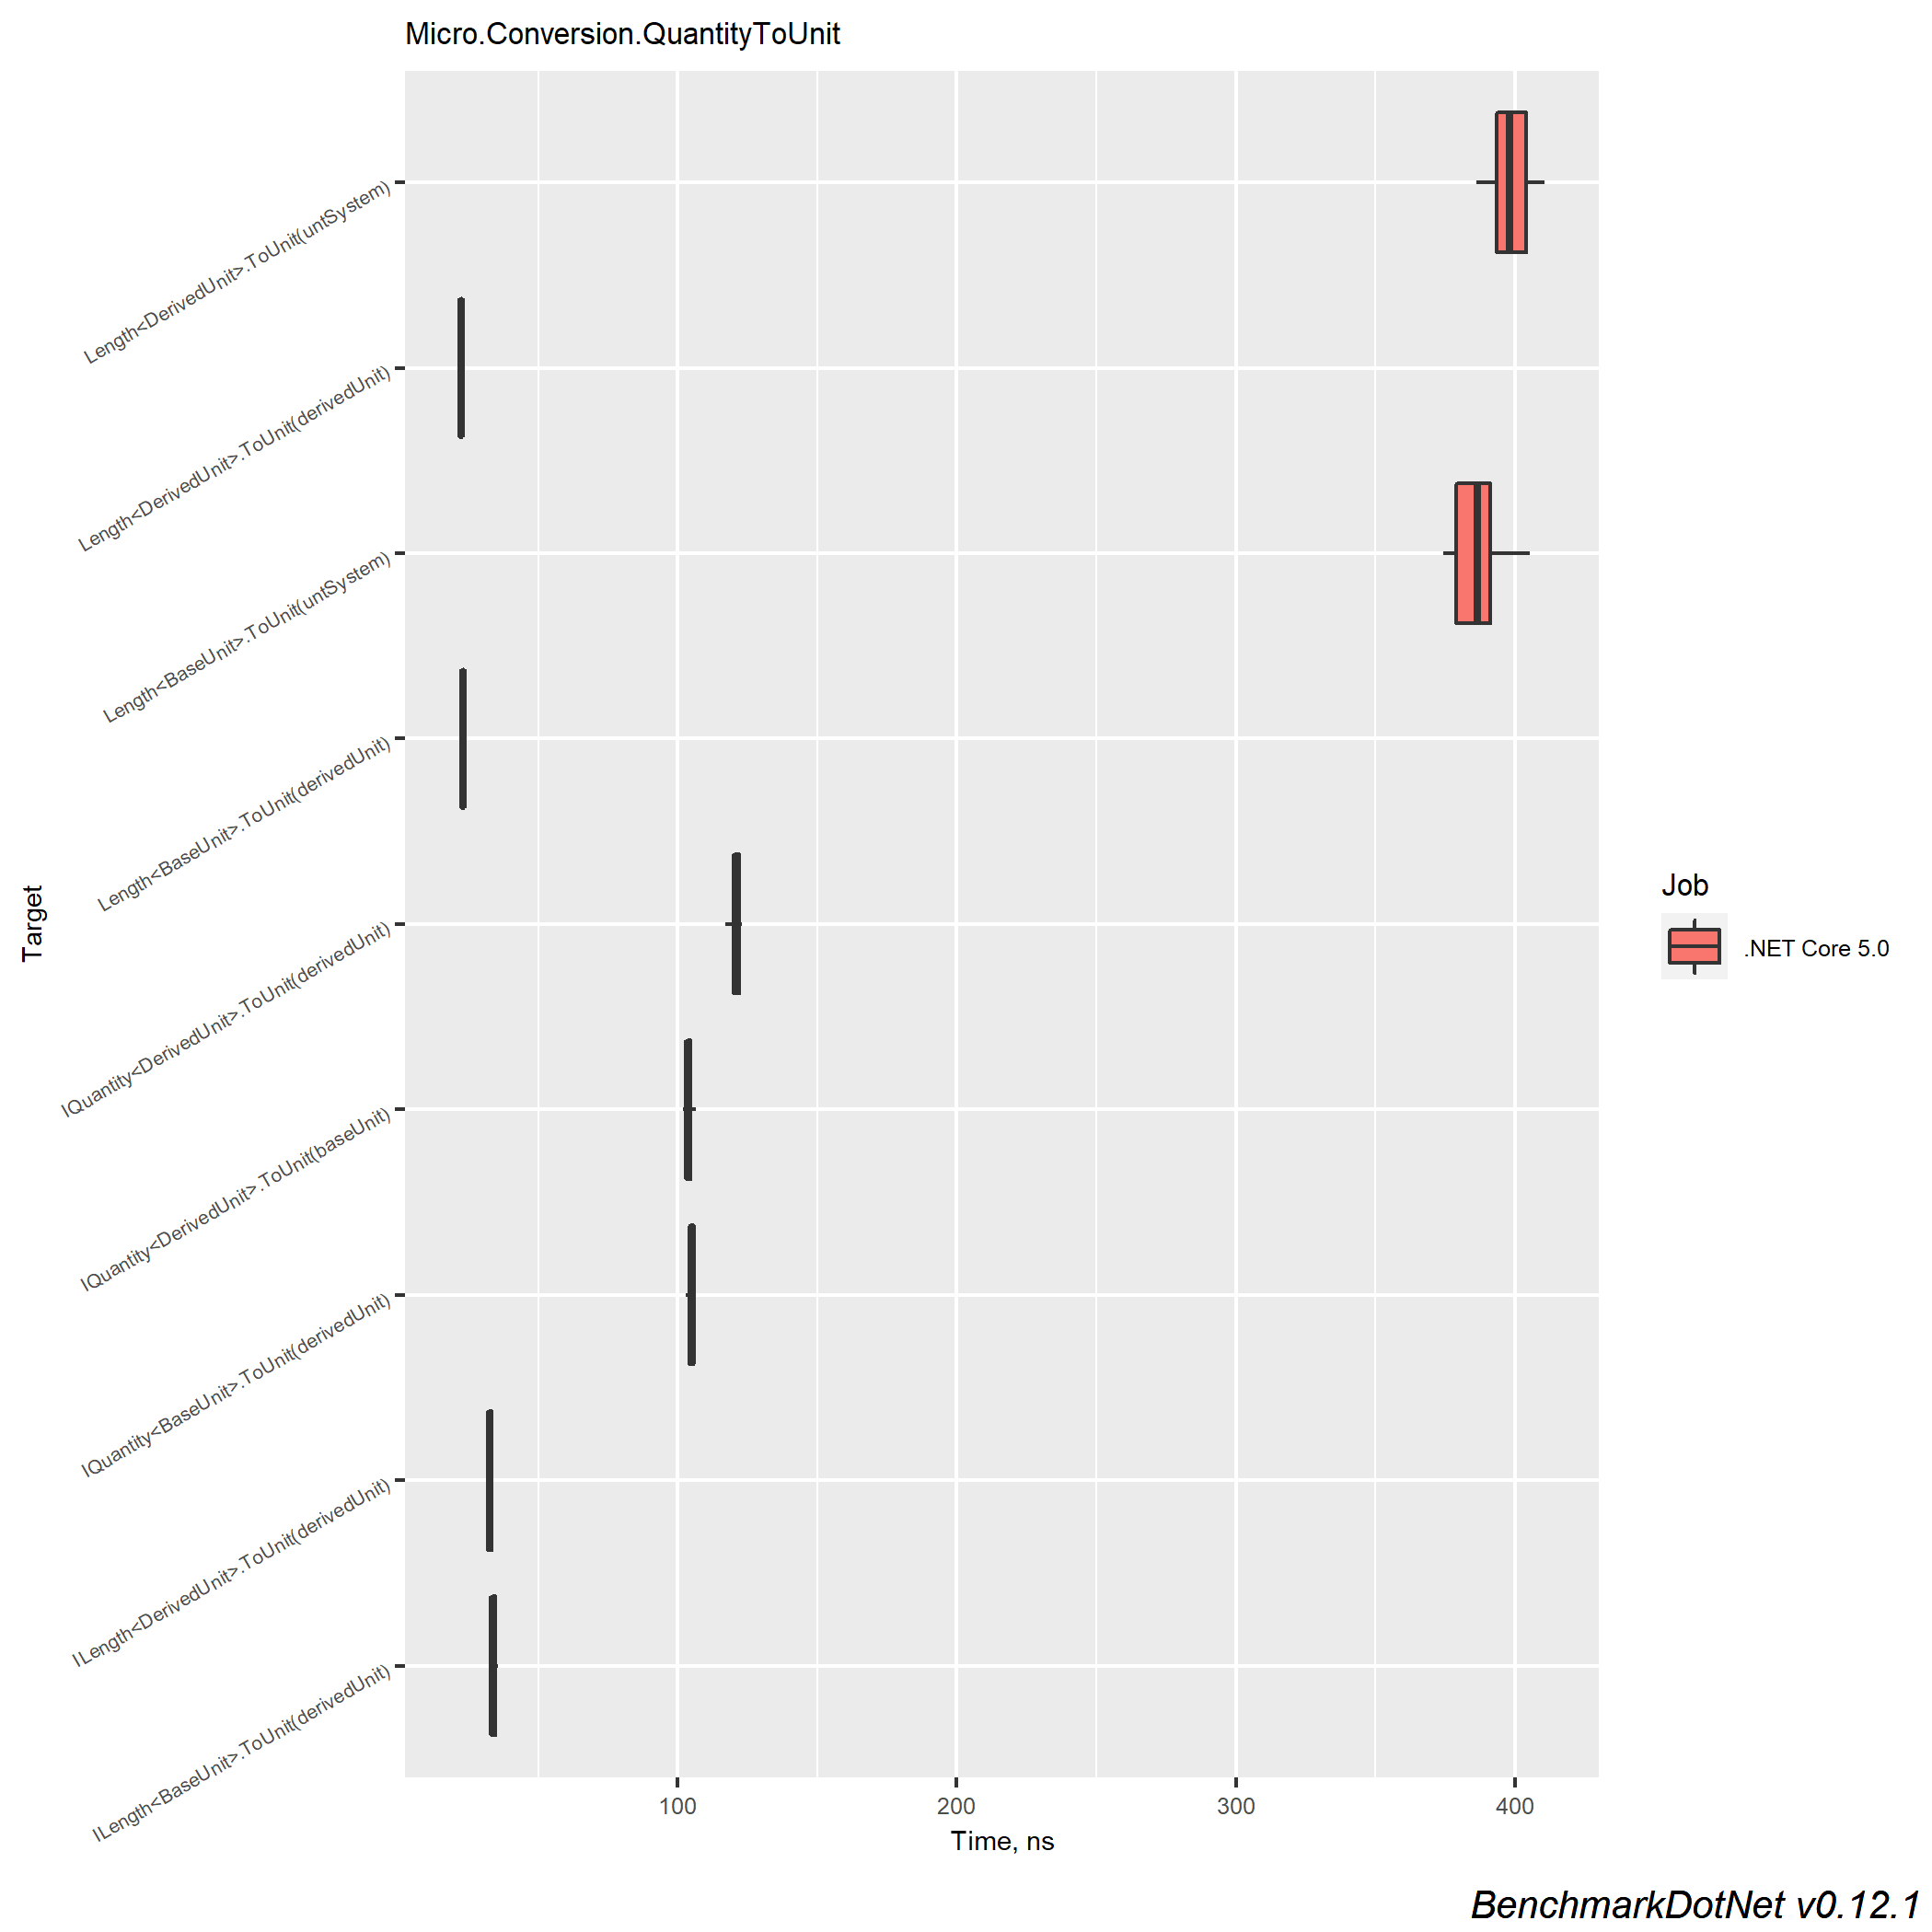 Micro.Conversion.QuantityToUnit
Length<DerivedUnit>.ToUnit(untSystem)
Length<DerivedUnit>.ToUnit(derivedUnit)
Length<BaseUnit>.ToUnit(untSystem)
Length<BaseUnit>.ToUnit(derivedUnit)
IQuantity<DerivedUnit>.ToUnit(derivedUnit)
IQuantity<DerivedUnit>.ToUnit(baseUnit)
IQuantity<BaseUnit>.ToUnit(derivedUnit)
ILength<DerivedUnit>.ToUnit(derivedUnit)
ILength<BaseUnit>.ToUnit(derivedUnit)
Target
100 200 300 400
Time, ns
Job
.NET Core 5.0
BenchmarkDotNet v0.12.1